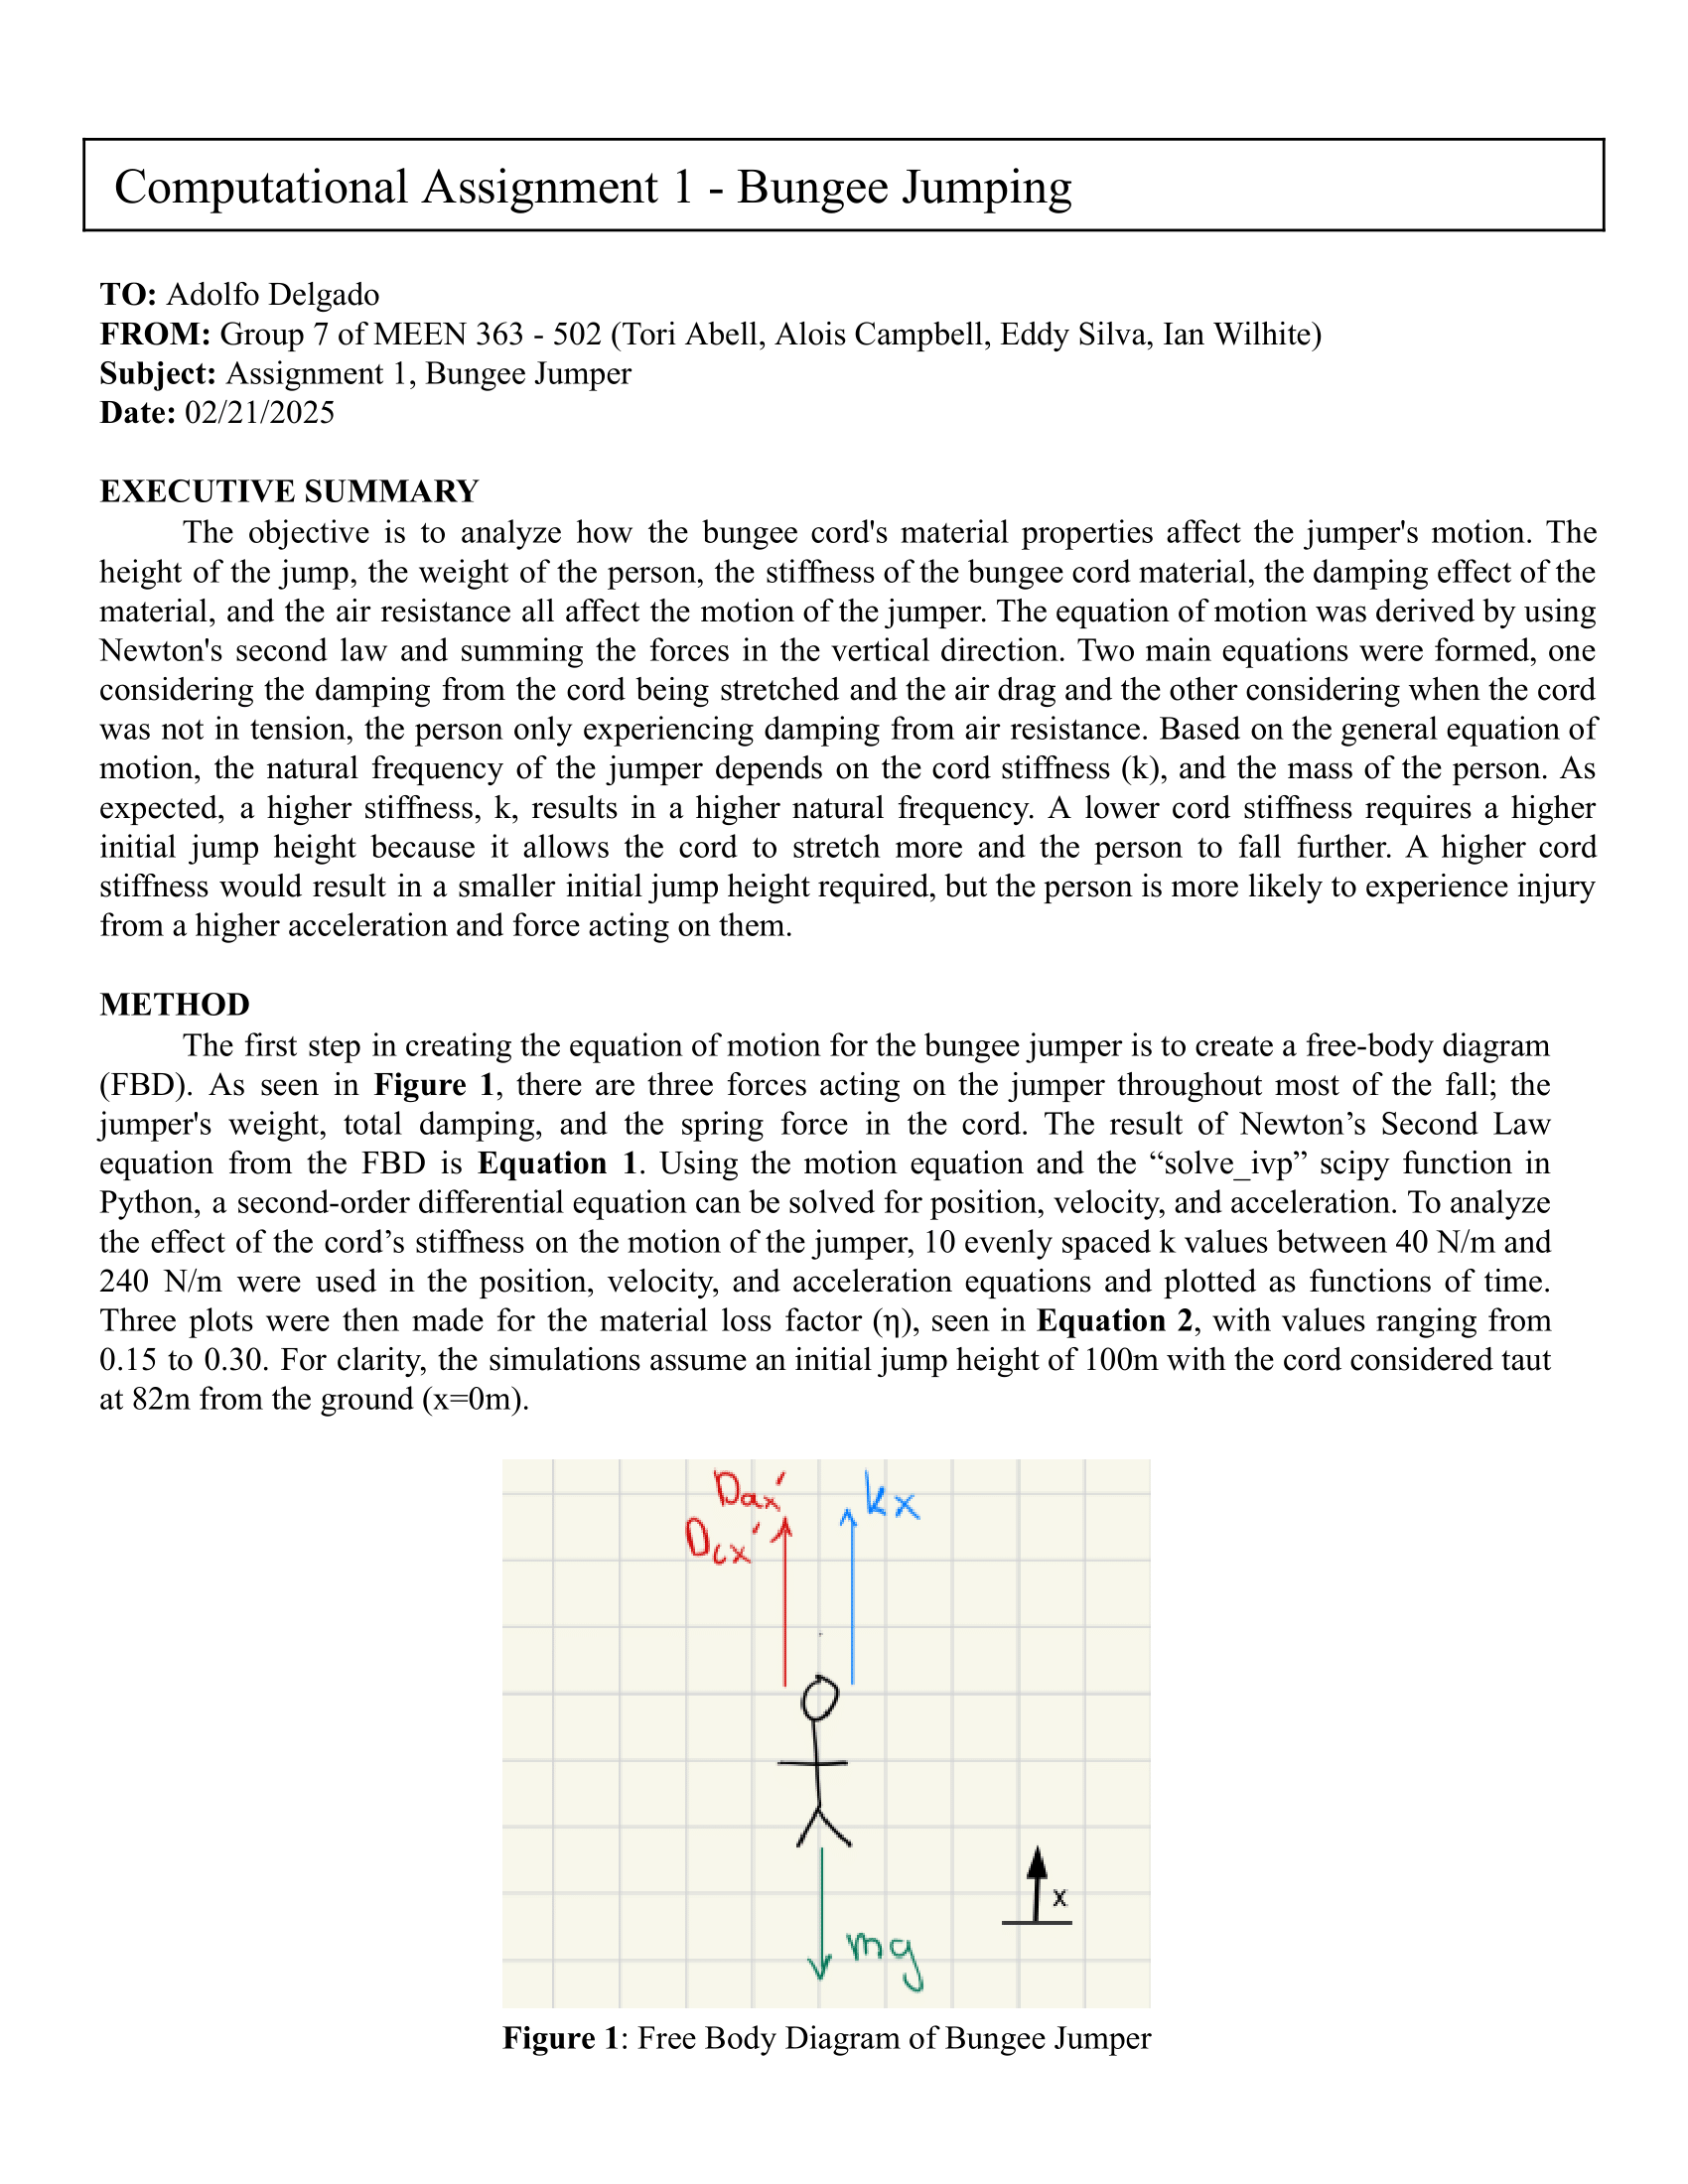 Computational Assignment 1 - Bungee Jumping
TO: Adolfo Delgado
FROM: Group 7 of MEEN 363 - 502 (Tori Abell, Alois Campbell, Eddy Silva, Ian Wilhite)
Subject: Assignment 1, Bungee Jumper
Date: 02/21/2025
EXECUTIVE SUMMARY
The objective is to analyze how the bungee cord's material properties affect the jumper's motion. The
height of the jump, the weight of the person, the stiffness of the bungee cord material, the damping effect of the
material, and the air resistance all affect the motion of the jumper. The equation of motion was derived by using
Newton's second law and summing the forces in the vertical direction. Two main equations were formed, one
considering the damping from the cord being stretched and the air drag and the other considering when the cord
was not in tension, the person only experiencing damping from air resistance. Based on the general equation of
motion, the natural frequency of the jumper depends on the cord stiffness (k), and the mass of the person. As
expected, a higher stiffness, k, results in a higher natural frequency. A lower cord stiffness requires a higher
initial jump height because it allows the cord to stretch more and the person to fall further. A higher cord
stiffness would result in a smaller initial jump height required, but the person is more likely to experience injury
from a higher acceleration and force acting on them.
METHOD
The first step in creating the equation of motion for the bungee jumper is to create a free-body diagram
(FBD). As seen in Figure 1, there are three forces acting on the jumper throughout most of the fall; the
jumper's weight, total damping, and the spring force in the cord. The result of Newton’s Second Law
equation from the FBD is Equation 1. Using the motion equation and the “solve_ivp” scipy function in
Python, a second-order differential equation can be solved for position, velocity, and acceleration. To analyze
the effect of the cord’s stiffness on the motion of the jumper, 10 evenly spaced k values between 40 N/m and
240 N/m were used in the position, velocity, and acceleration equations and plotted as functions of time.
Three plots were then made for the material loss factor (η), seen in Equation 2, with values ranging from
0.15 to 0.30. For clarity, the simulations assume an initial jump height of 100m with the cord considered taut
at 82m from the ground (x=0m).
Dax'
kx
Dcx'
x
mg
Figure 1: Free Body Diagram of Bungee Jumper